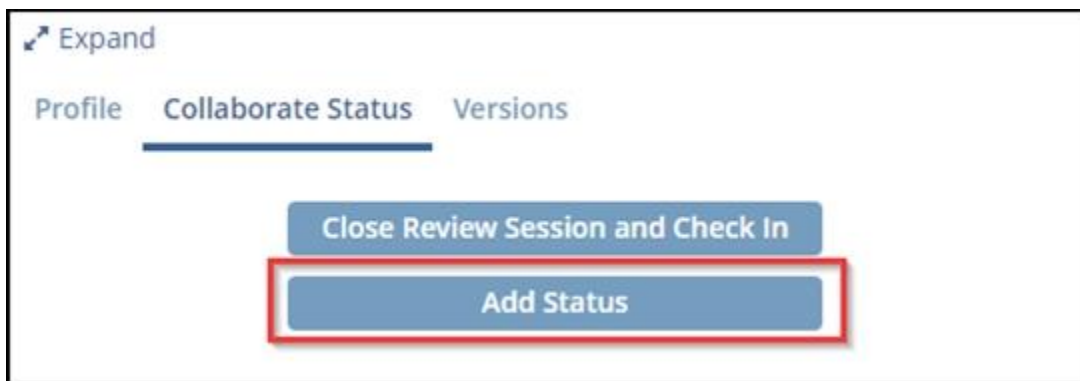 Expand
Profile Collaborate Status Versions
Close Review Session and Check In
Add Status